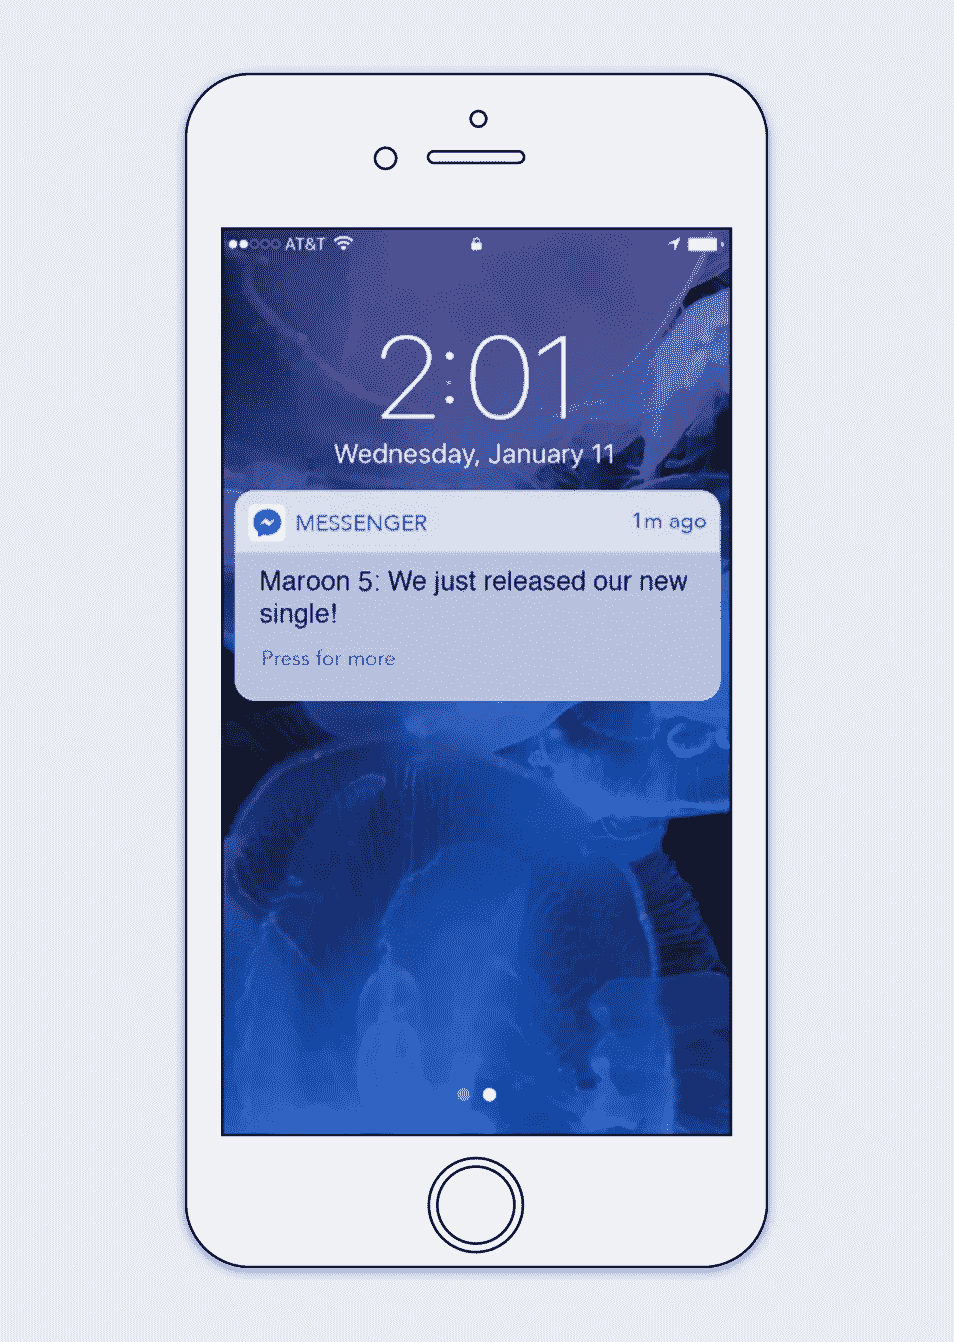 AT&T
2:01
Wednesday, January 11
MESSENGER
1m ago
Maroon 5: We just released our new
single!
Press for more